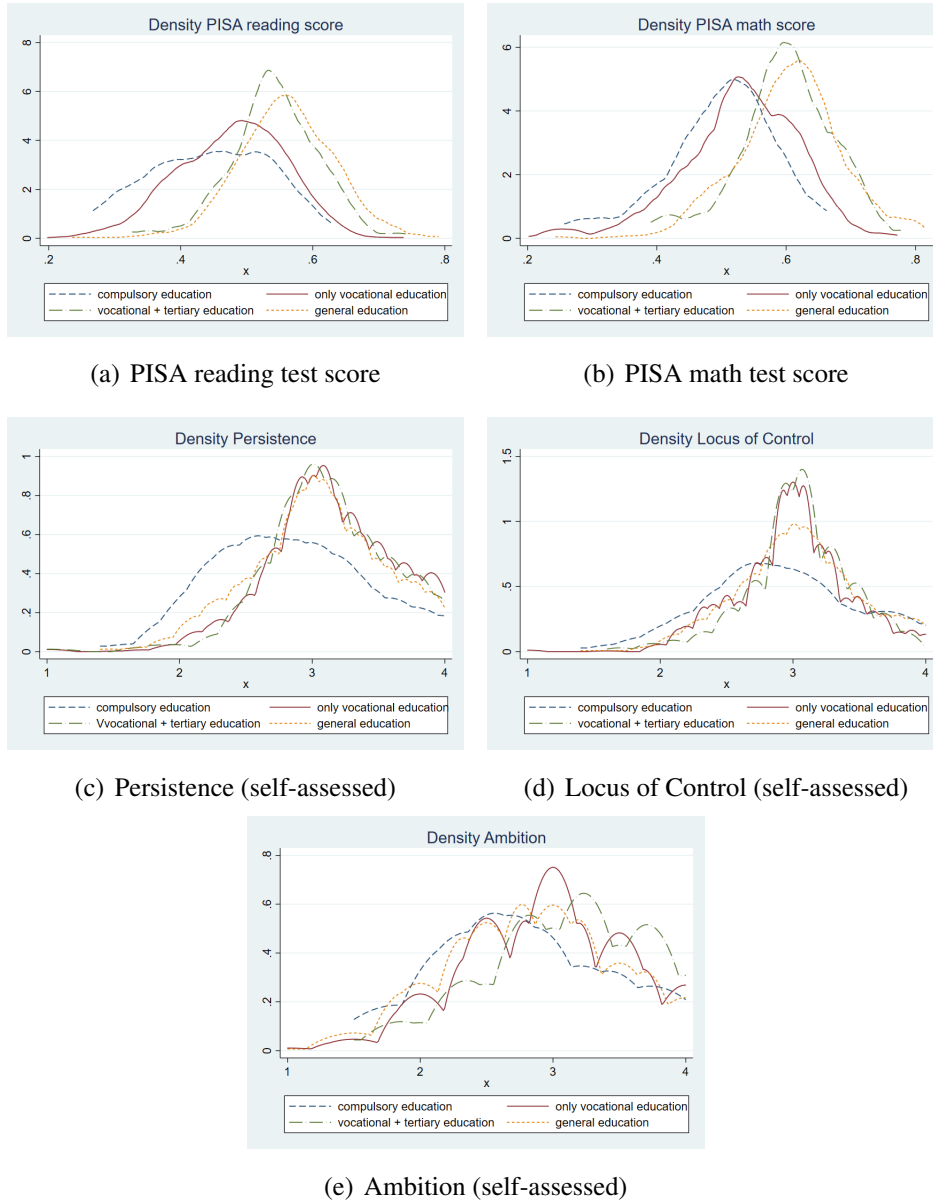 Density PISA reading score
8
6
4
2
0
.2 .4 .6 .8
x
compulsory education only vocational education
vocational + tertiary education general education
(a) PISA reading test score
Density PISA math score
6
4
2
0
.2 .4 .6 .8
x
compulsory education only vocational education
vocational + tertiary education general education
(b) PISA math test score
Density Persistence
1
.8
.6
.4
.2
0
1 2 3 4
x
compulsory education only vocational education
Vvocational + tertiary education general education
(c) Persistence (self-assessed)
Density Locus of Control
1.5
1
.5
0
1 2 3 4
x
compulsory education only vocational education
vocational + tertiary education general education
(d) Locus of Control (self-assessed)
Density Ambition
.8
.6
.4
.2
0
1 2 3 4
x
compulsory education only vocational education
vocational + tertiary education general education
(e) Ambition (self-assessed)